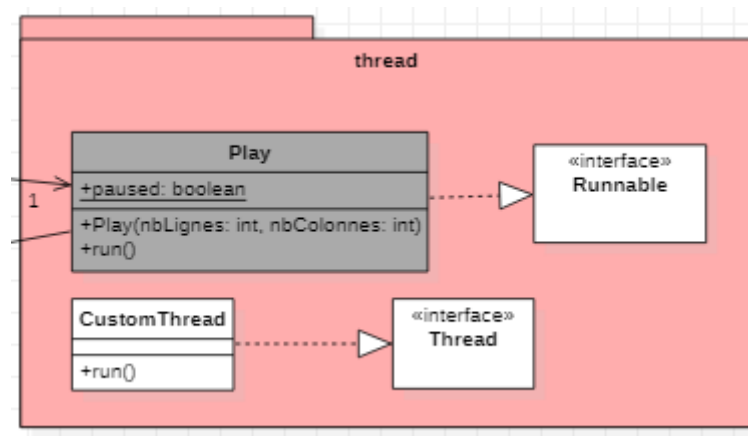 thread
Play
+paused: boolean
+Play(nbLignes: int, nbColonnes: int)
+run()
1
«interface»
Runnable
CustomThread
+run()
«interface»
Thread